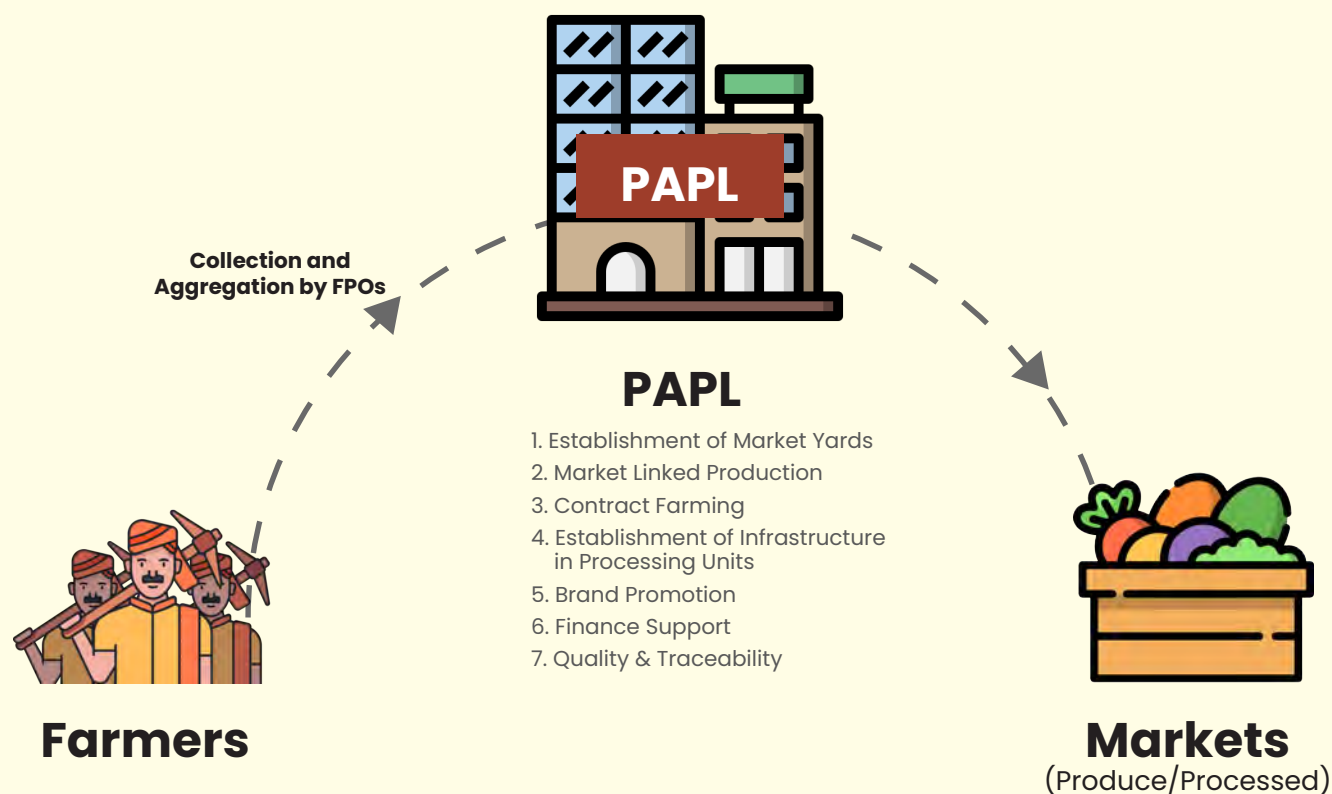 PAPL
Collection and
Aggregation by FPOs
PAPL
1. Establishment of Market Yards
2. Market Linked Production
3. Contract Farming
4. Establishment of Infrastructure
in Processing Units
5. Brand Promotion
6. Finance Support
7. Quality & Traceability
Farmers
Markets
(Produce/Processed)